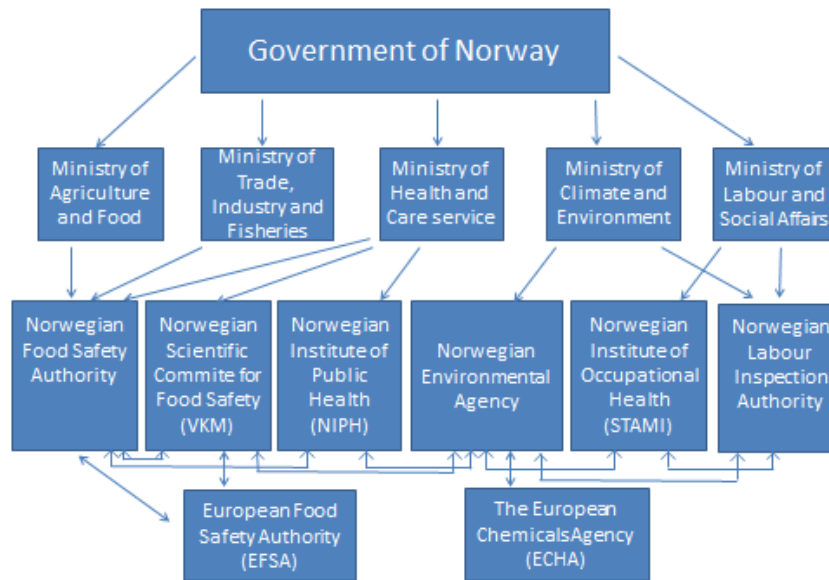 Government of Norway
Ministry of
Agriculture
and Food
Ministry of
Trade,
Industry and
Fisheries
Ministry of
Health and
Care service
Ministry of
Climate and
Environment
Ministry of
Labour and
Social Affairs
Norwegian
Food Safety
Authority
Norwegian
Scientific
Commite for
Food Safety
(VKM)
Norwegian
Institute of
Public
Health
(NIPH)
Norwegian
Environmental
Agency
Norwegian
Institute of
Occupational
Health
(STAMI)
Norwegian
Labour
Inspection
Authority
European Food
Safety Authority
(EFSA)
The European
ChemicalsAgency
(ECHA)